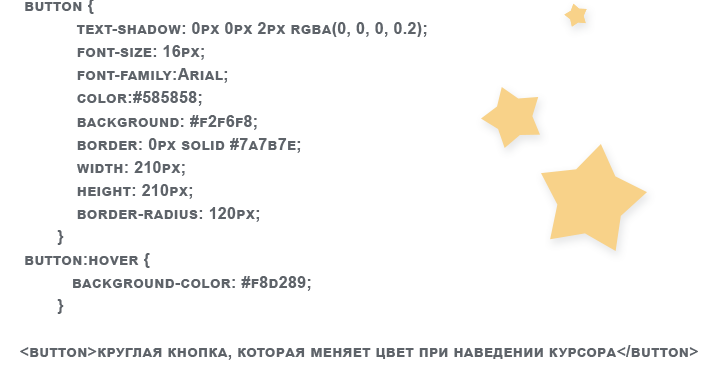 button {
text-shadow: 0px 0px 2px rgba(0, 0, 0, 0.2);
font-size: 16px;
font-family:Arial;
color:#585858;
background: #f2f6f8;
border: 0px solid #7a7b7e;
width: 210px;
height: 210px;
border-radius: 120px;
}
button:hover {
background-color: #f8d289;
}
<button>круглая кнопка, которая меняет цвет при наведении курсора</button>